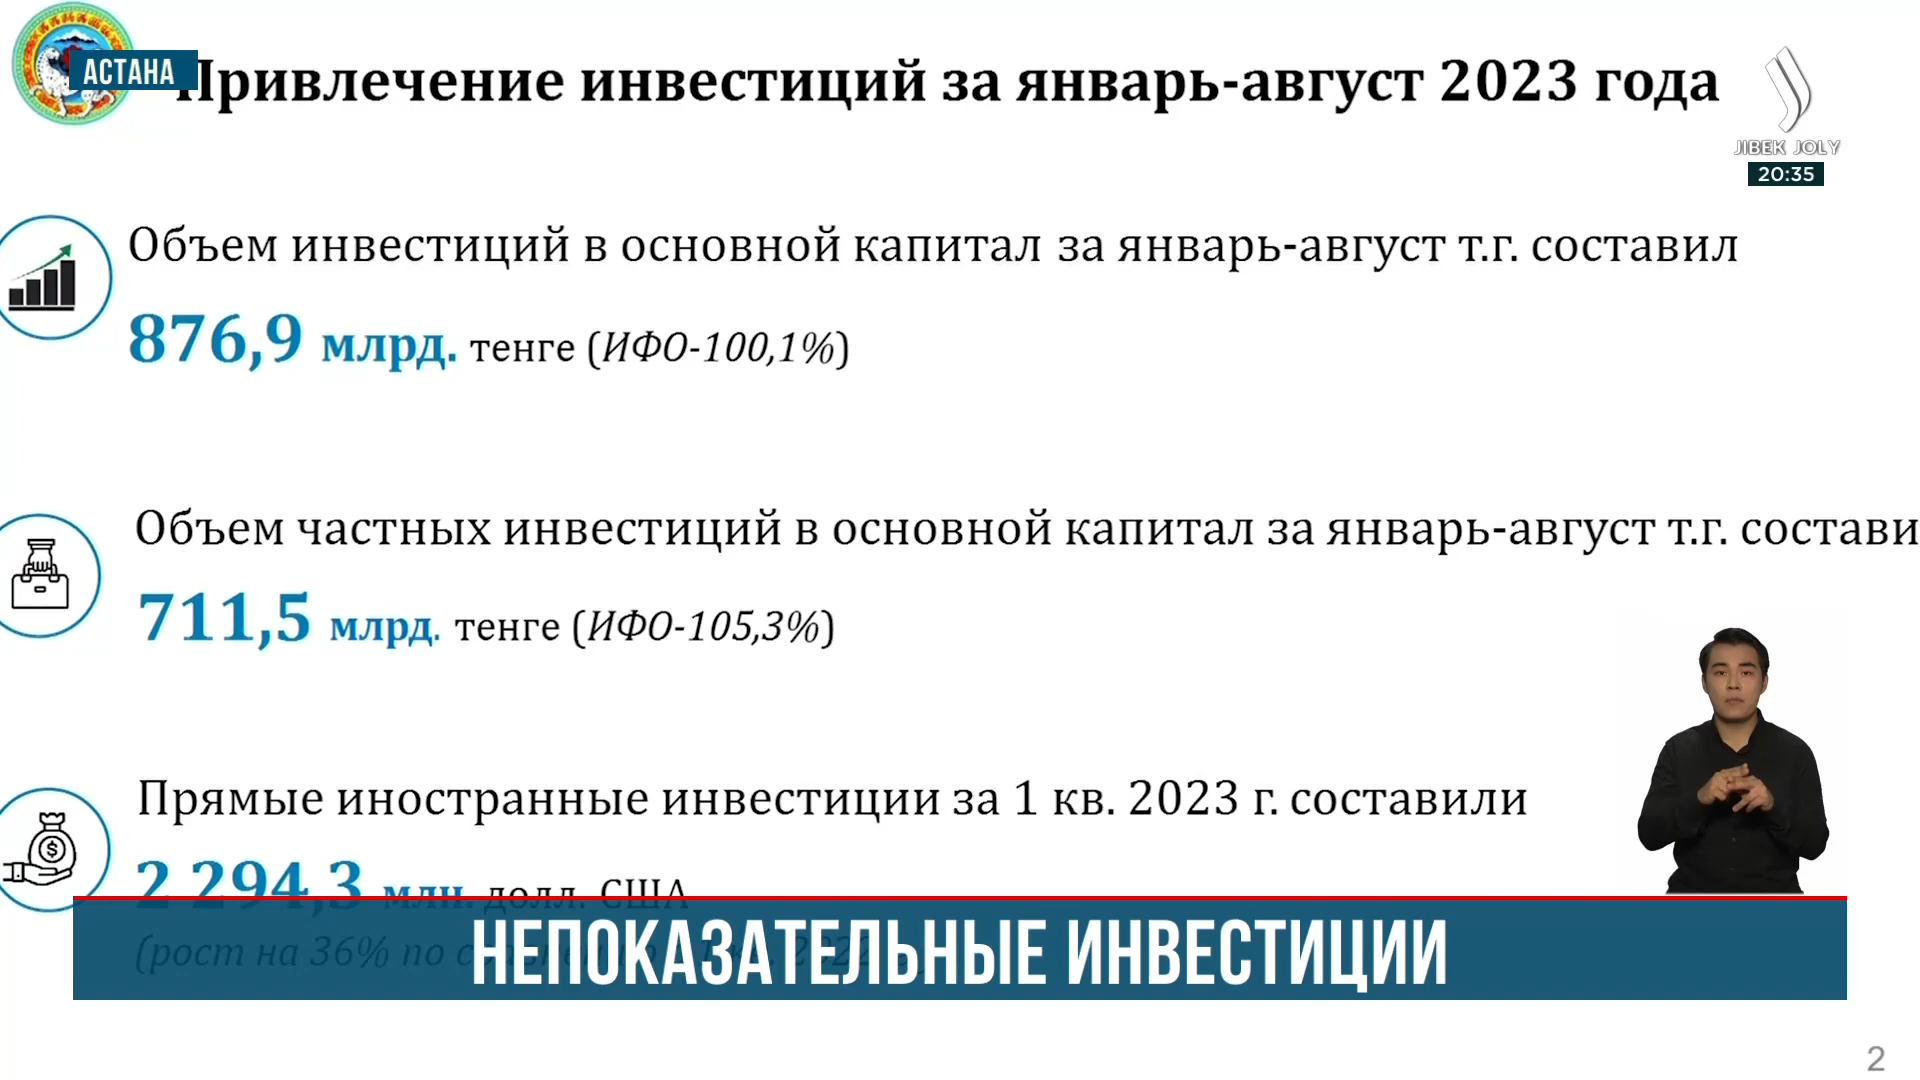 АСТАНА
Привлечение инвестиций за январь-август 2023 года
JIBEK JOLY
20:35
Объем инвестиций в основной капитал за январь-август т.г. составил
876,9 млрд. тенге (ИФО-100,1%)
Объем частных инвестиций в основной капитал за январь-август т.г. состави
711,5 млрд. тенге (ИФО-105,3%)
Прямые иностранные инвестиции за 1 кв. 2023 г. составили
2 294,3 млн. долл. США
(рост на 36% по
НЕПОКАЗАТЕЛЬНЫЕ ИНВЕСТИЦИИ
2